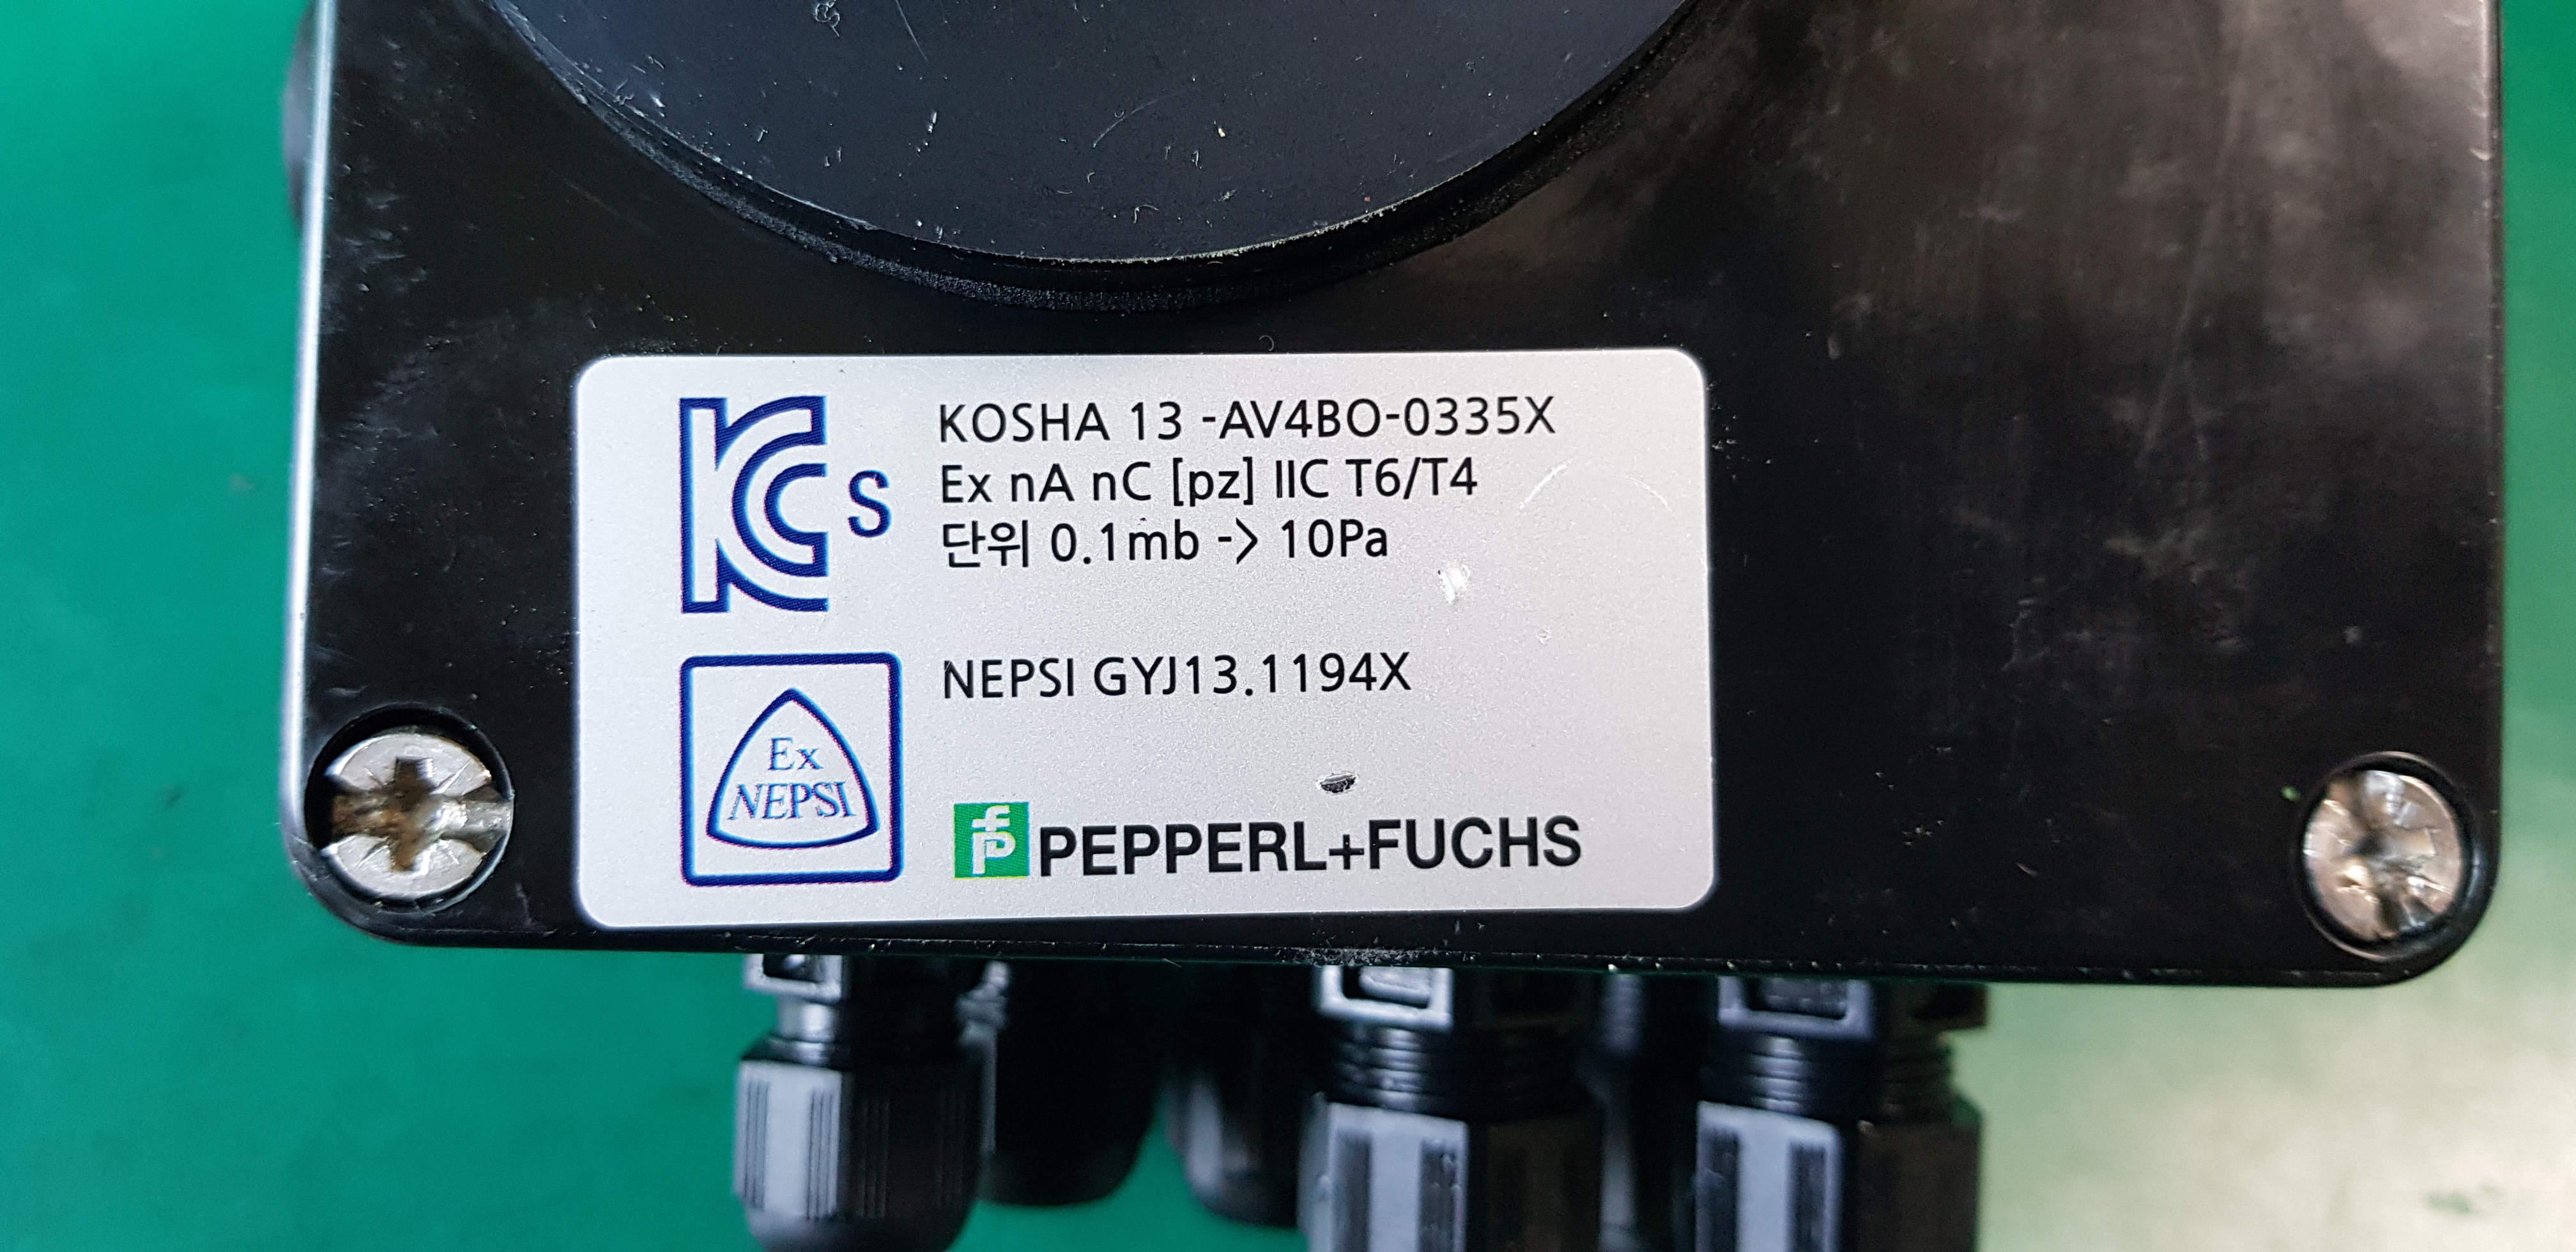 KC S
KOSHA 13 -AV4BO-0335X
Ex nA nC [pz] IIC T6/T4
단위 0.1mb -> 10Pa
Ex
NEPSI
NEPSI GYJ13.1194X
PEPPERL+FUCHS